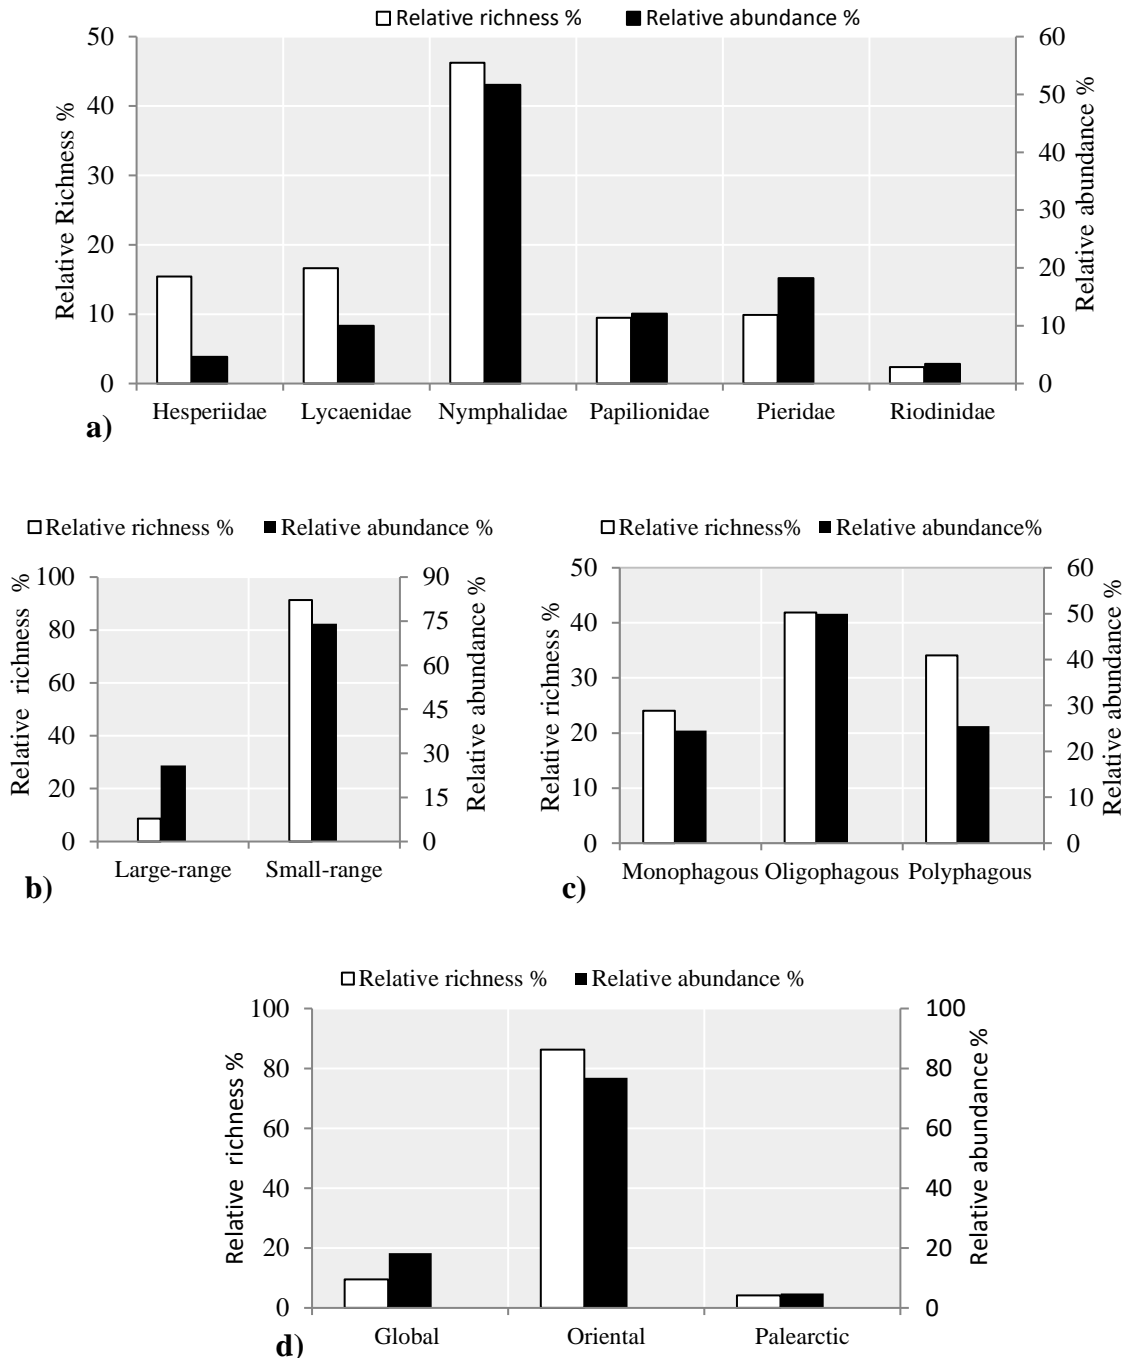 Relative richness % Relative abundance %
50 60
40 50
30 40
20 30
10 20
0 10
0
Relative Richness %
Relative abundance %
Hesperiidae Lycaenidae Nymphalidae Papilionidae Pieridae Riodinidae
a)
Relative richness % Relative abundance %
100 90
80 75
60 60
40 45
20 30
0 15
0
Relative richness %
Relative abundance %
Large-range Small-range
b)
Relative richness% Relative abundance%
50 60
40 50
30 40
20 30
10 20
0 10
0
Relative richness %
Relative abundance %
Monophagous Oligophagous Polyphagous
c)
Relative richness % Relative abundance %
100 100
80 80
60 60
40 40
20 20
0 0
Relative richness %
Relative abundance %
Global Oriental Palearctic
d)